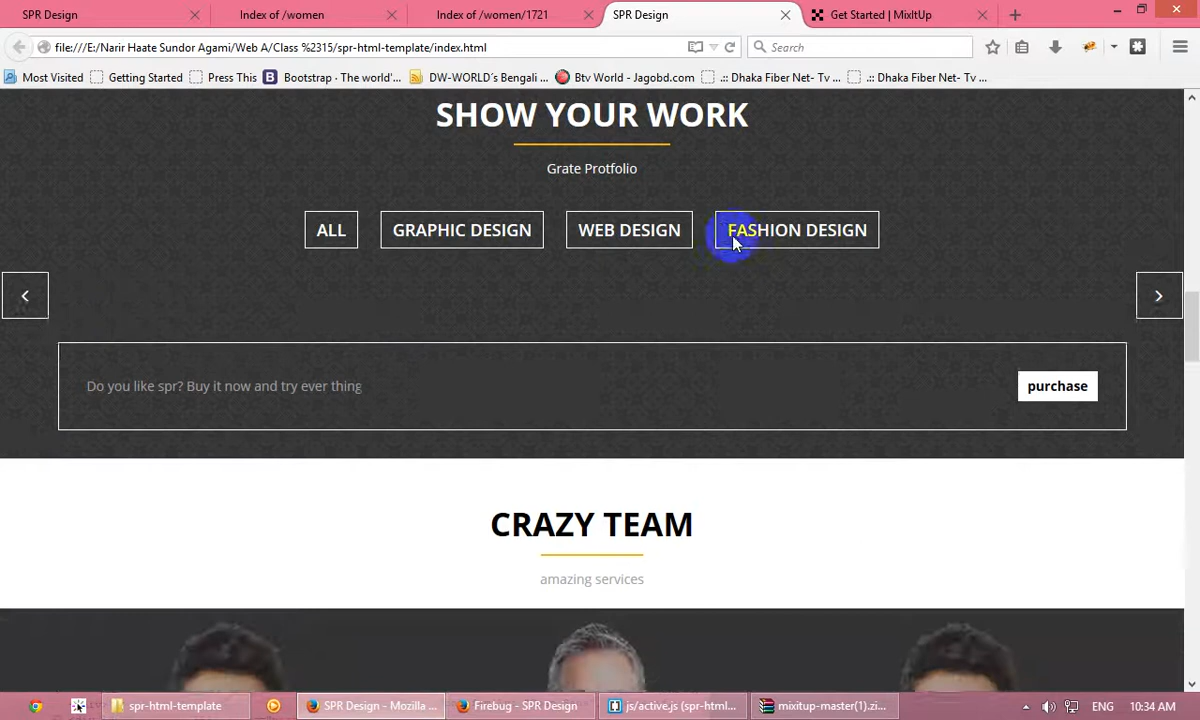 SPR Design
Index of /women
Index of /women/1721
SPR Design
Get Started | MixItUp
file:///E:/Narir Haate Sundor Agami/Web A/Class %2315/spr-html-template/index.html
Search
Most Visited
Getting Started
Press This
Bootstrap · The world'...
DW-WORLD´s Bengali ...
Btv World - Jagobd.com
.:: Dhaka Fiber Net- Tv ...
.:: Dhaka Fiber Net- Tv ...
SHOW YOUR WORK
Grate Protfolio
ALL
GRAPHIC DESIGN
WEB DESIGN
FASHION DESIGN
Do you like spr? Buy it now and try ever thing
purchase
CRAZY TEAM
amazing services
spr-html-template
SPR Design - Mozilla ...
Firebug - SPR Design
js/active.js (spr-html...
mixitup-master(1).zi...
ENG
10:34 AM